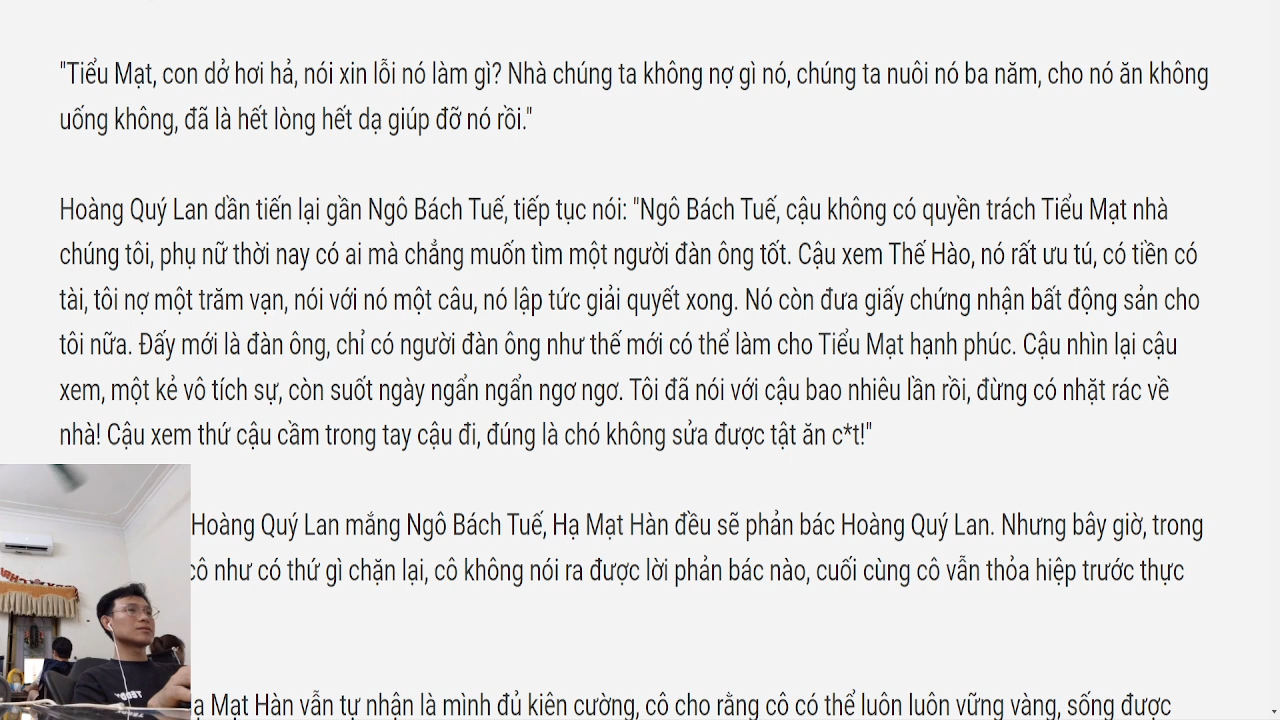 "Tiểu Mạt, con dở hơi hả, nói xin lỗi nó làm gì? Nhà chúng ta không nợ gì nó, chúng ta nuôi nó ba năm, cho nó ăn không
uống không, đã là hết lòng hết dạ giúp đỡ nó rồi."
Hoàng Quý Lan dần tiến lại gần Ngô Bách Tuế, tiếp tục nói: "Ngô Bách Tuế, cậu không có quyền trách Tiểu Mạt nhà
chúng tôi, phụ nữ thời nay có ai mà chẳng muốn tìm một người đàn ông tốt. Cậu xem Thế Hào, nó rất ưu tú, có tiền có
tài, tôi nợ một trăm vạn, nói với nó một câu, nó lập tức giải quyết xong. Nó còn đưa giấy chứng nhận bất động sản cho
tôi nữa. Đấy mới là đàn ông, chỉ có người đàn ông như thế mới có thể làm cho Tiểu Mạt hạnh phúc. Cậu nhìn lại cậu
xem, một kẻ vô tích sự, còn suốt ngày ngẩn ngẩn ngơ ngơ. Tôi đã nói với cậu bao nhiêu lần rồi, đừng có nhặt rác về
nhà! Cậu xem thứ cậu cầm trong tay cậu đi, đúng là chó không sửa được tật ăn c*t!"
Hoàng Quý Lan mắng Ngô Bách Tuế, Hạ Mạt Hàn đều sẽ phản bác Hoàng Quý Lan. Nhưng bây giờ, trong
cô như có thứ gì chặn lại, cô không nói ra được lời phản bác nào, cuối cùng cô vẫn thỏa hiệp trước thực
Mạt Hàn vẫn tự nhận là mình đủ kiên cường, cô cho rằng cô có thể luôn luôn vững vàng, sống được